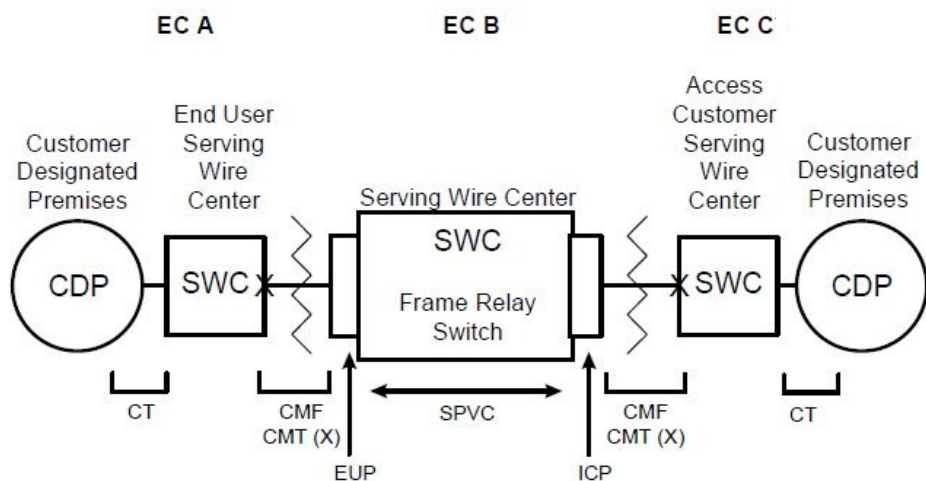 EC A
EC B
EC C
Customer
Designated
Premises
End User
Serving
Wire
Center
Serving Wire Center
Access
Customer
Serving
Wire
Center
Customer
Designated
Premises
CDP
SWC
X
SWC
Frame Relay
Switch
X
SWC
CDP
CT
CMF
CMT (X)
SPVC
CMF
CMT (X)
CT
EUP
ICP